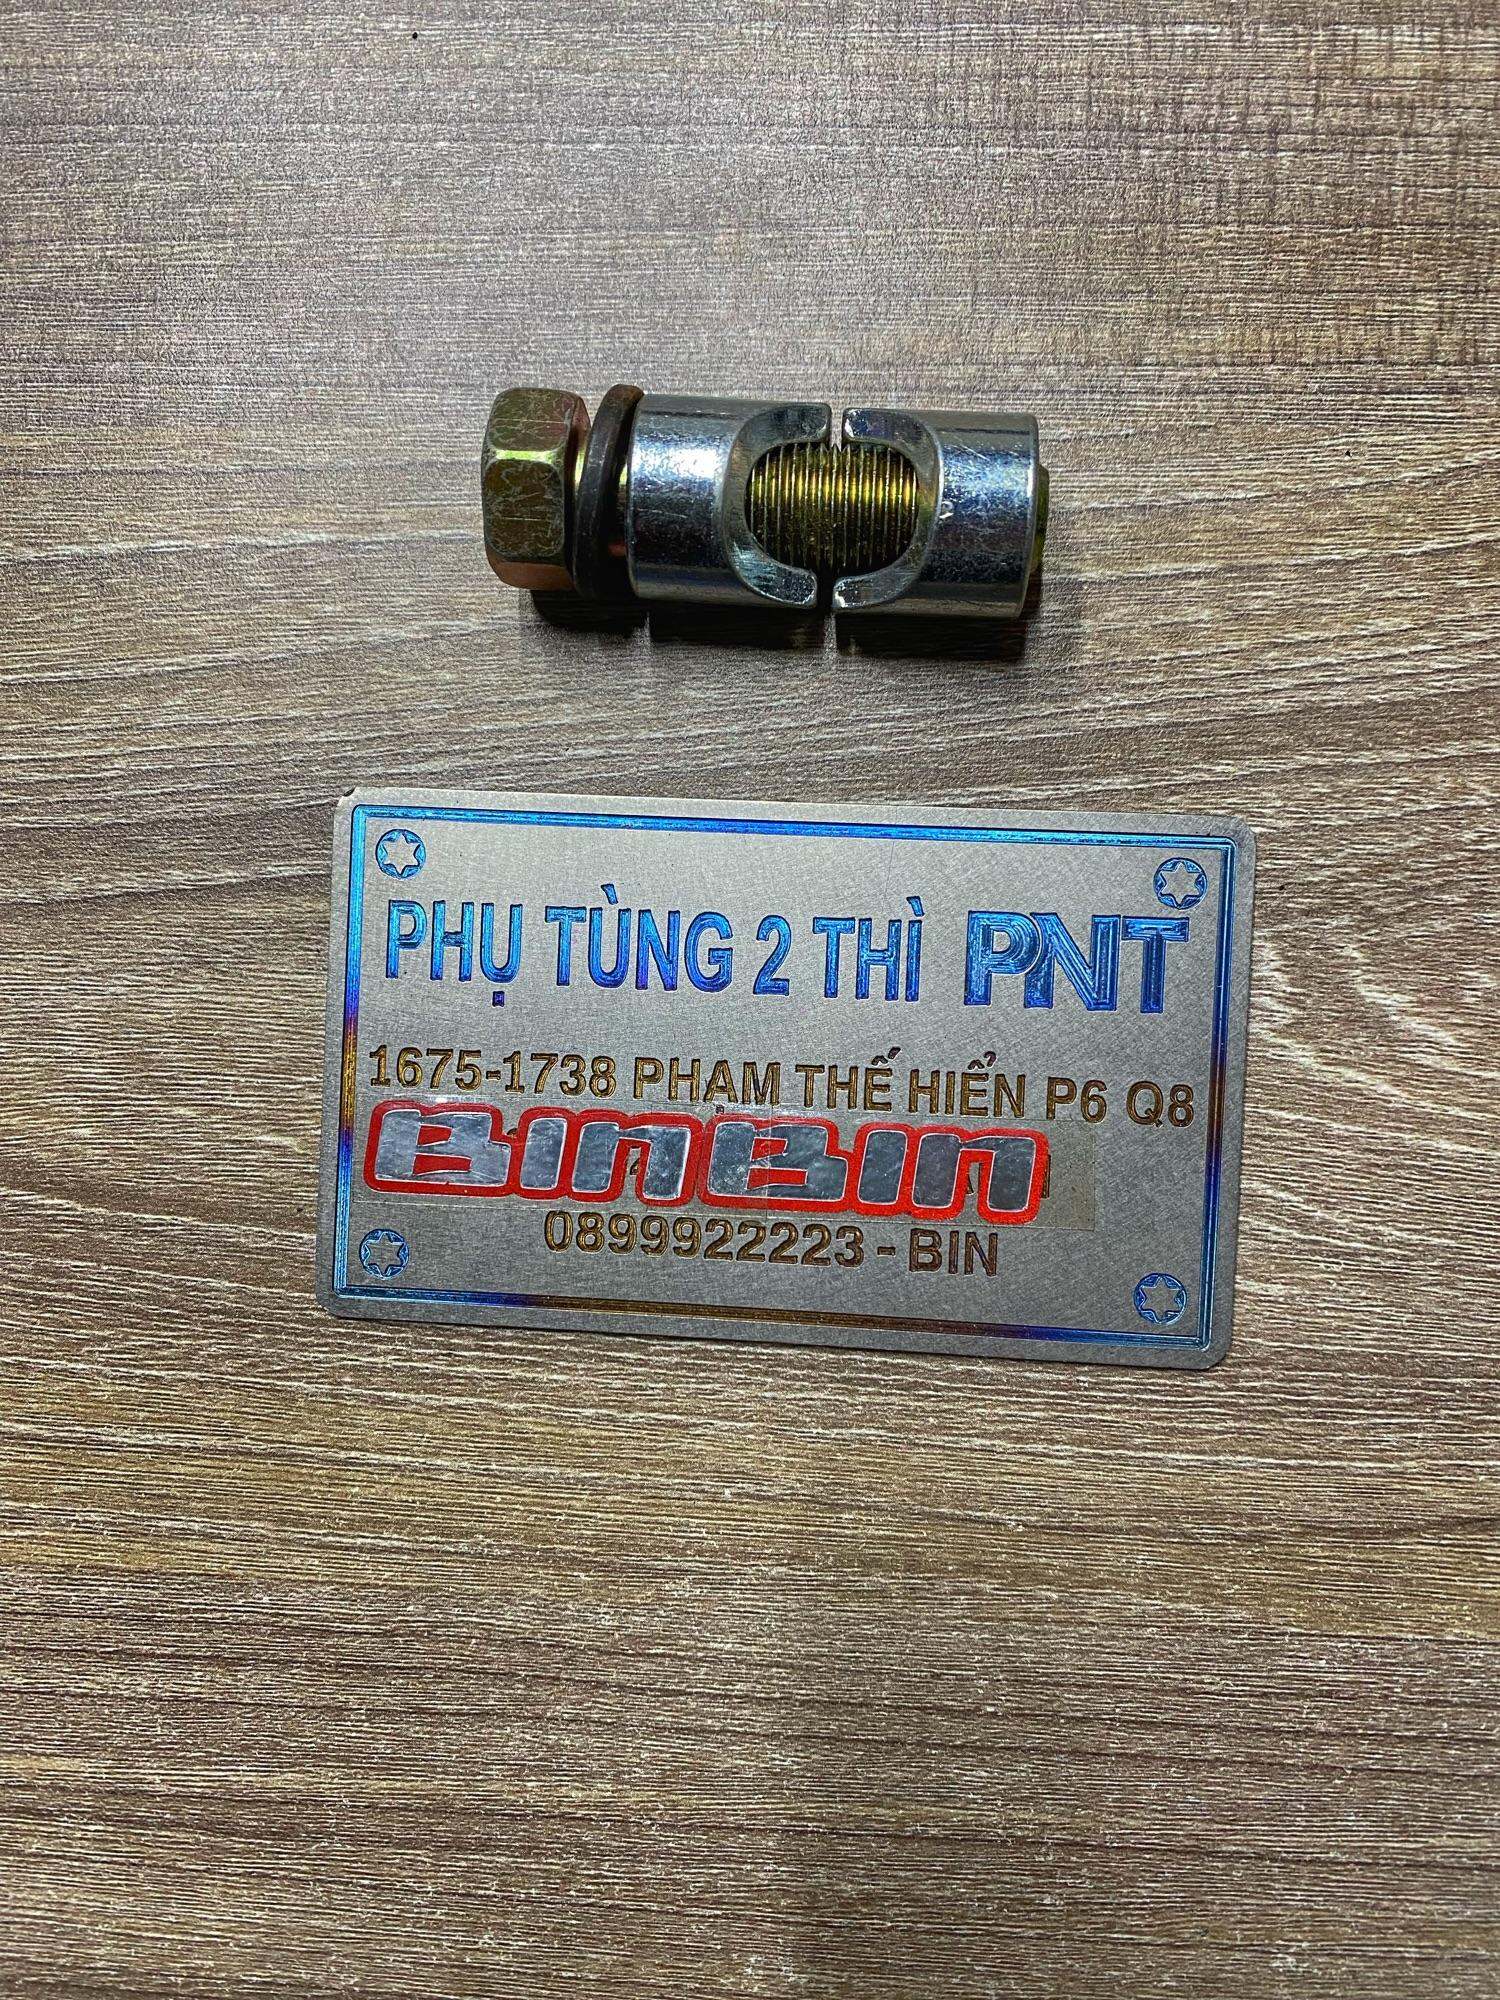 PHỤ TÙNG 2 THÌ PNT
1675-1738 PHẠM THẾ HIỂN P6 Q8
BINBIN
0899922223 - BIN